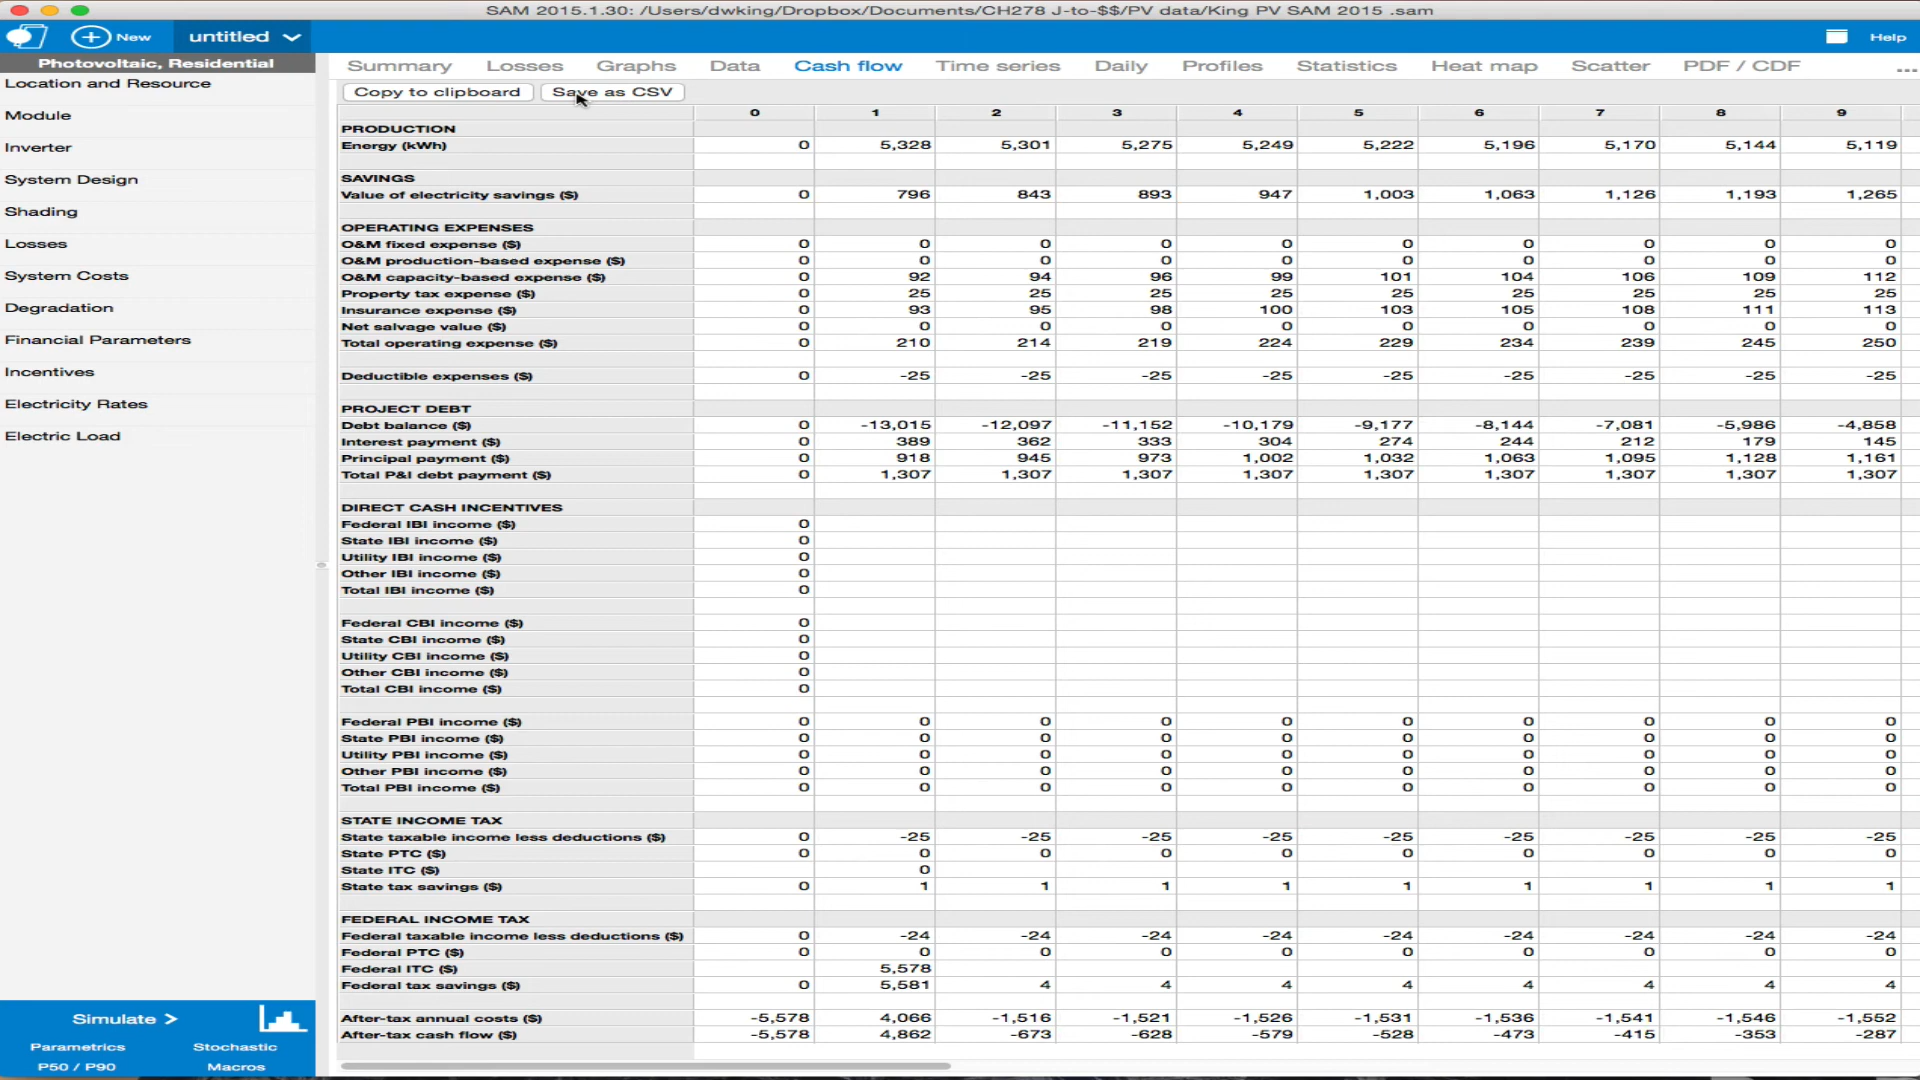 SAM 2015.1.30: /Users/dwking/Dropbox/Documents/CH278 J-to-$$/PV data/King PV SAM 2015 .sam
New untitled Help
Photovoltaic, Residential
Location and Resource
Module
Inverter
System Design
Shading
Losses
System Costs
Degradation
Financial Parameters
Incentives
Electricity Rates
Electric Load
Simulate >
Parametrics Stochastic
P50 / P90 Macros
Summary Losses Graphs Data Cash flow Time series Daily Profiles Statistics Heat map Scatter PDF / CDF ...
Copy to clipboard Save as CSV
0 1 2 3 4 5 6 7 8 9
PRODUCTION
Energy (kWh) 0 5,328 5,301 5,275 5,249 5,222 5,196 5,170 5,144 5,119
SAVINGS
Value of electricity savings ($) 0 796 843 893 947 1,003 1,063 1,126 1,193 1,265
OPERATING EXPENSES
O&M fixed expense ($) 0 0 0 0 0 0 0 0 0 0
O&M production-based expense ($) 0 0 0 0 0 0 0 0 0 0
O&M capacity-based expense ($) 0 92 94 96 99 101 104 106 109 112
Property tax expense ($) 0 25 25 25 25 25 25 25 25 25
Insurance expense ($) 0 93 95 98 100 103 105 108 111 113
Net salvage value ($) 0 0 0 0 0 0 0 0 0 0
Total operating expense ($) 0 210 214 219 224 229 234 239 245 250
Deductible expenses ($) 0 -25 -25 -25 -25 -25 -25 -25 -25 -25
PROJECT DEBT
Debt balance ($) 0 -13,015 -12,097 -11,152 -10,179 -9,177 -8,144 -7,081 -5,986 -4,858
Interest payment ($) 0 389 362 333 304 274 244 212 179 145
Principal payment ($) 0 918 945 973 1,002 1,032 1,063 1,095 1,128 1,161
Total P&I debt payment ($) 0 1,307 1,307 1,307 1,307 1,307 1,307 1,307 1,307 1,307
DIRECT CASH INCENTIVES
Federal IBI income ($) 0
State IBI income ($) 0
Utility IBI income ($) 0
Other IBI income ($) 0
Total IBI income ($) 0
Federal CBI income ($) 0
State CBI income ($) 0
Utility CBI income ($) 0
Other CBI income ($) 0
Total CBI income ($) 0
Federal PBI income ($) 0 0 0 0 0 0 0 0 0 0
State PBI income ($) 0 0 0 0 0 0 0 0 0 0
Utility PBI income ($) 0 0 0 0 0 0 0 0 0 0
Other PBI income ($) 0 0 0 0 0 0 0 0 0 0
Total PBI income ($) 0 0 0 0 0 0 0 0 0 0
STATE INCOME TAX
State taxable income less deductions ($) 0 -25 -25 -25 -25 -25 -25 -25 -25 -25
State PTC ($) 0 0 0 0 0 0 0 0 0 0
State ITC ($) 0
State tax savings ($) 0 1 1 1 1 1 1 1 1 1
FEDERAL INCOME TAX
Federal taxable income less deductions ($) 0 -24 -24 -24 -24 -24 -24 -24 -24 -24
Federal PTC ($) 0 0 0 0 0 0 0 0 0 0
Federal ITC ($) 5,578
Federal tax savings ($) 0 5,581 4 4 4 4 4 4 4 4
After-tax annual costs ($) -5,578 4,066 -1,516 -1,521 -1,526 -1,531 -1,536 -1,541 -1,546 -1,552
After-tax cash flow ($) -5,578 4,862 -673 -628 -579 -528 -473 -415 -353 -287